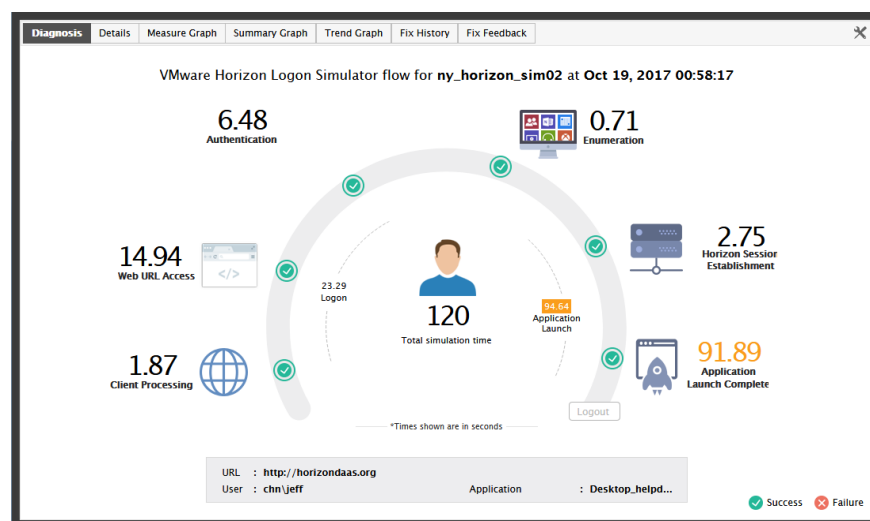 Diagnosis Details Measure Graph Summary Graph Trend Graph Fix History Fix Feedback
VMware Horizon Logon Simulator flow for ny_horizon_sim02 at Oct 19, 2017 00:58:17
6.48
Authentication
0.71
Enumeration
14.94
Web URL Access
</>
2.75
Horizon Session
Establishment
23.29
Logon
120
Total simulation time
94.64
Application
Launch
1.87
Client Processing
91.89
Application
Launch Complete
Logout
*Times shown are in seconds
URL : http://horizondaas.org
User : chn\jeff Application : Desktop_helpd...
Success Failure